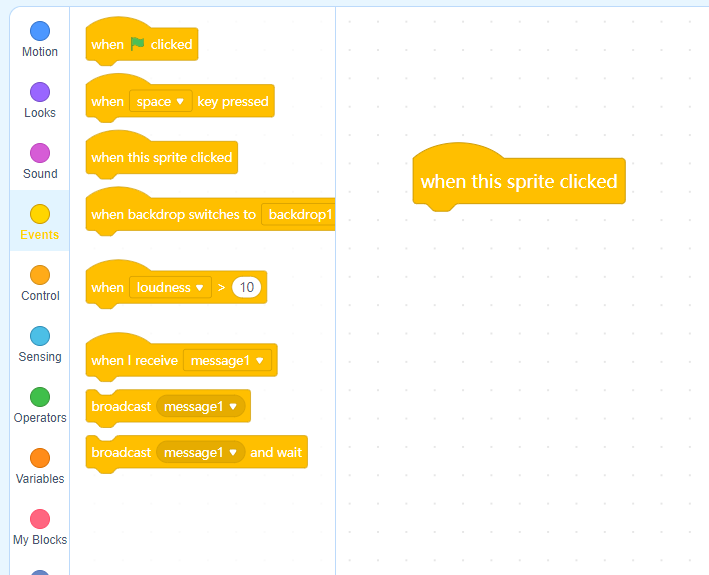 Motion
Looks
Sound
Events
Control
Sensing
Operators
Variables
My Blocks
when clicked
when space key pressed
when this sprite clicked
when backdrop switches to backdrop1
when loudness > 10
when I receive message1
broadcast message1
broadcast message1 and wait
when this sprite clicked